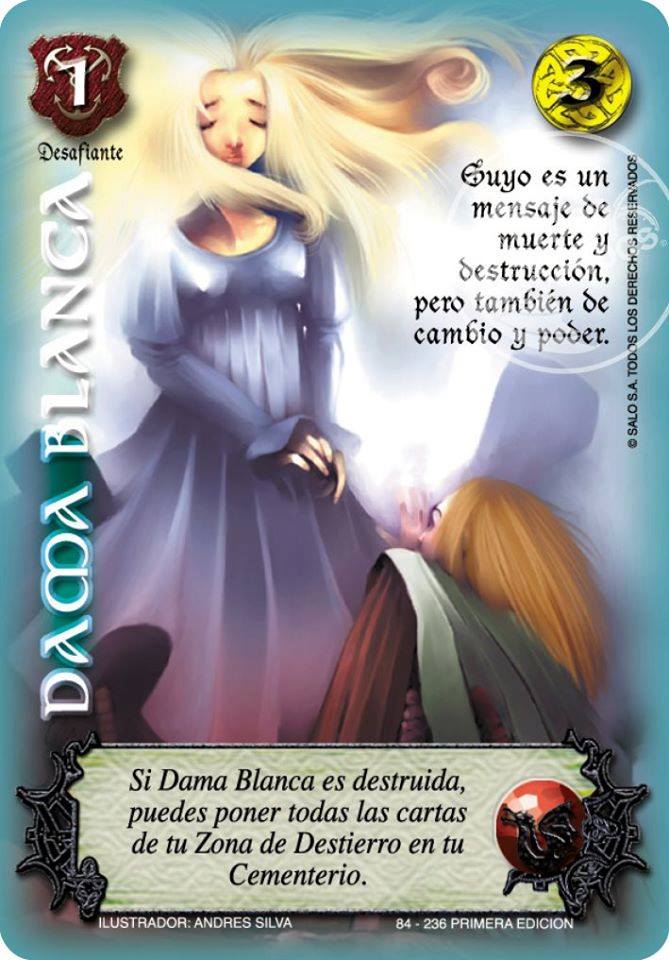 1
Desafiante
3
DAMA BLANCA
Suyo es un
mensaje de
muerte y
destrucción,
pero también de
cambio y poder.
© SALO S.A. TODOS LOS DERECHOS RESERVADOS
Si Dama Blanca es destruida,
puedes poner todas las cartas
de tu Zona de Destierro en tu
Cementerio.
ILUSTRADOR: ANDRES SILVA
84 - 236 PRIMERA EDICION